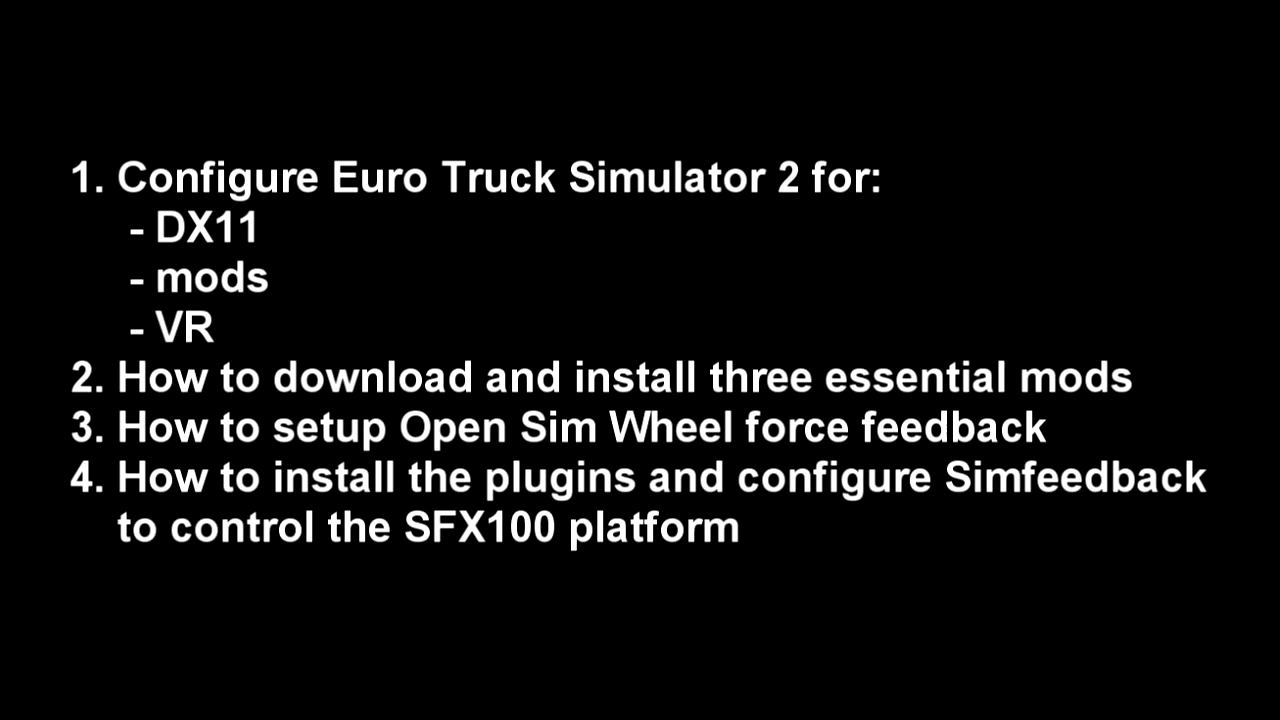 1. Configure Euro Truck Simulator 2 for:
- DX11
- mods
- VR
2. How to download and install three essential mods
3. How to setup Open Sim Wheel force feedback
4. How to install the plugins and configure Simfeedback
to control the SFX100 platform